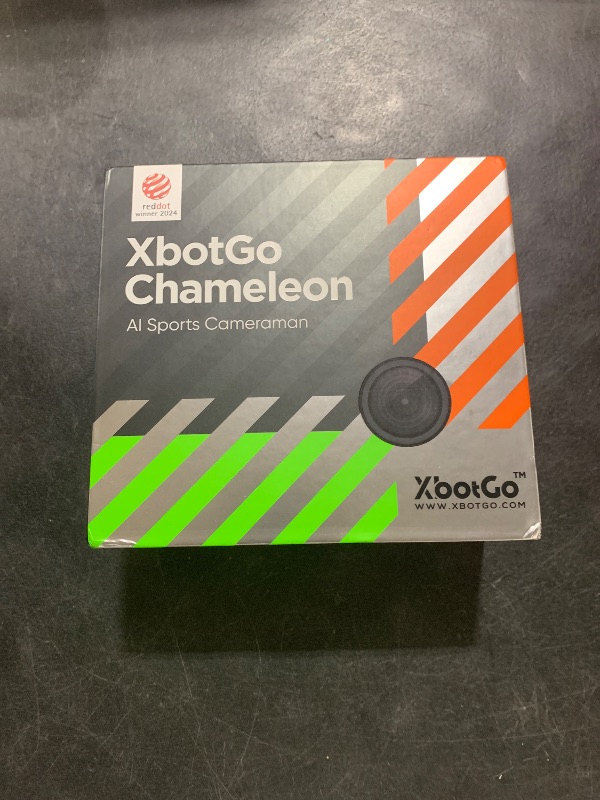 reddot
winner 2024
XbotGo
Chameleon
AI Sports Cameraman
XbotGo™
WWW.XBOTGO.COM